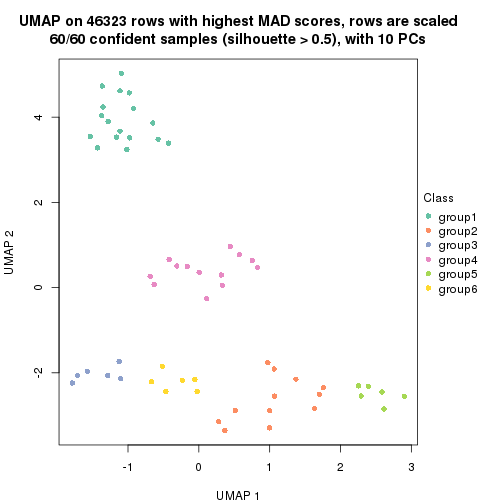 UMAP on 46323 rows with highest MAD scores, rows are scaled
60/60 confident samples (silhouette > 0.5), with 10 PCs
4
2
0
-2
UMAP 2
-1
0
1
2
3
UMAP 1
Class
group1
group2
group3
group4
group5
group6